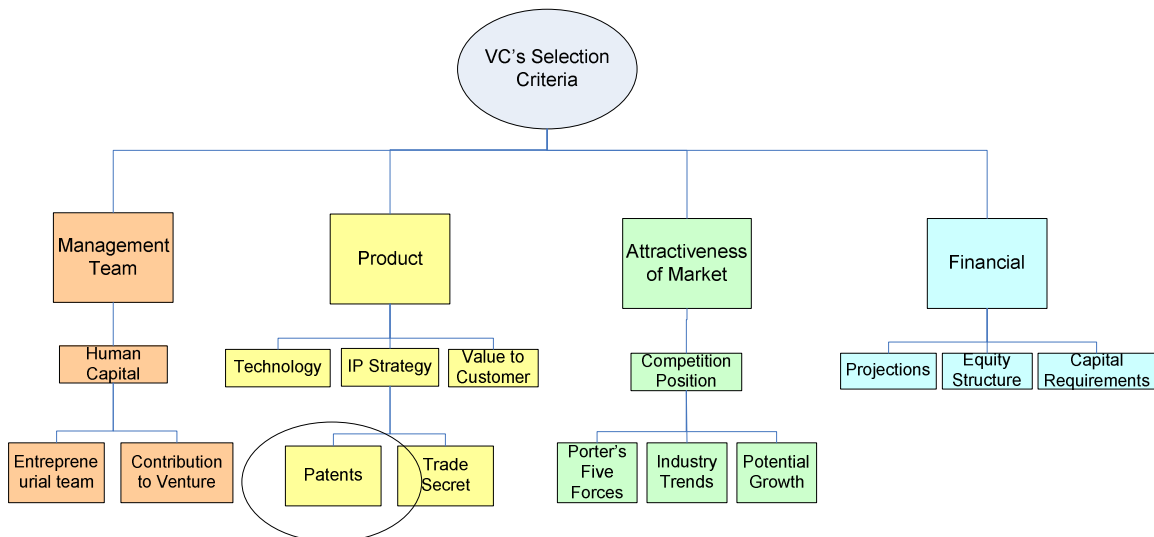 VC's Selection
Criteria
Management
Team
Product
Attractiveness
of Market
Financial
Human
Capital
Technology
IP Strategy
Value to
Customer
Competition
Position
Projections
Equity
Structure
Capital
Requirements
Entreprene
urial team
Contribution
to Venture
Patents
Trade
Secret
Porter's
Five
Forces
Industry
Trends
Potential
Growth